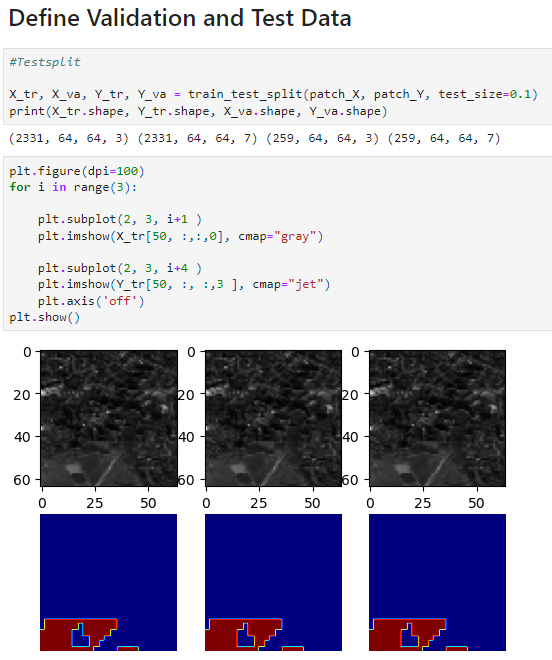 Define Validation and Test Data
#Testsplit
X_tr, X_va, Y_tr, Y_va = train_test_split(patch_X, patch_Y, test_size=0.1)
print(X_tr.shape, Y_tr.shape, X_va.shape, Y_va.shape)
(2331, 64, 64, 3) (2331, 64, 64, 7) (259, 64, 64, 3) (259, 64, 64, 7)
plt.figure(dpi=100)
for i in range(3):
plt.subplot(2, 3, i+1 )
plt.imshow(X_tr[50, :,:,0], cmap="gray")
plt.subplot(2, 3, i+4 )
plt.imshow(Y_tr[50, :, :,3 ], cmap="jet")
plt.axis('off')
plt.show()
0 0 0
20 20 20
40 40 40
60 60 60
0 25 50 0 25 50 0 25 50